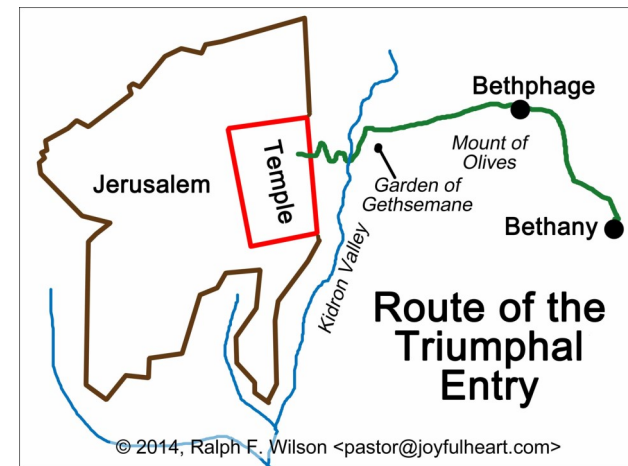 Bethphage
Mount of
Olives
Temple
Jerusalem
Garden of
Gethsemane
Bethany
Kidron Valley
Route of the
Triumphal
Entry
© 2014, Ralph F. Wilson <pastor@joyfulheart.com>